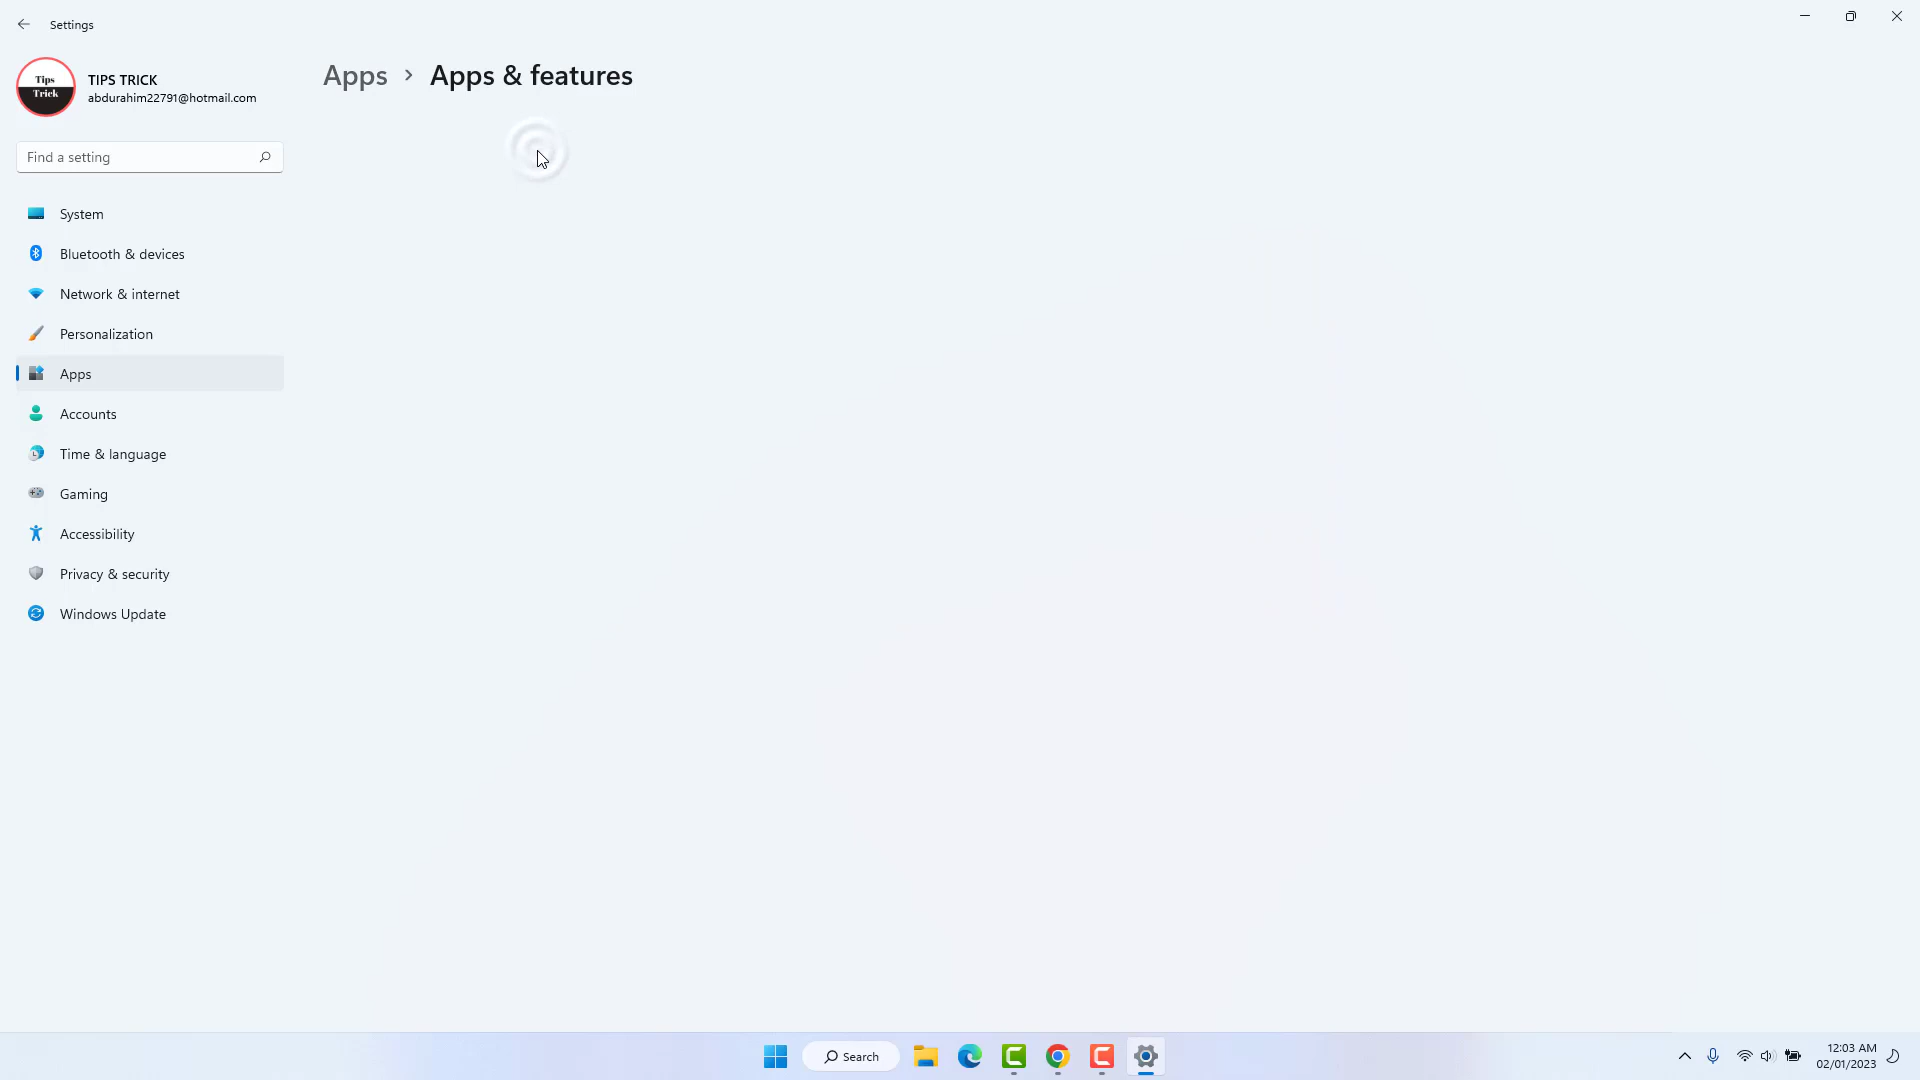 Settings
Tips
Trick
TIPS TRICK
abdurahim22791@hotmail.com
Apps > Apps & features
Find a setting
System
Bluetooth & devices
Network & internet
Personalization
Apps
Accounts
Time & language
Gaming
Accessibility
Privacy & security
Windows Update
Search
12:03 AM
02/01/2023